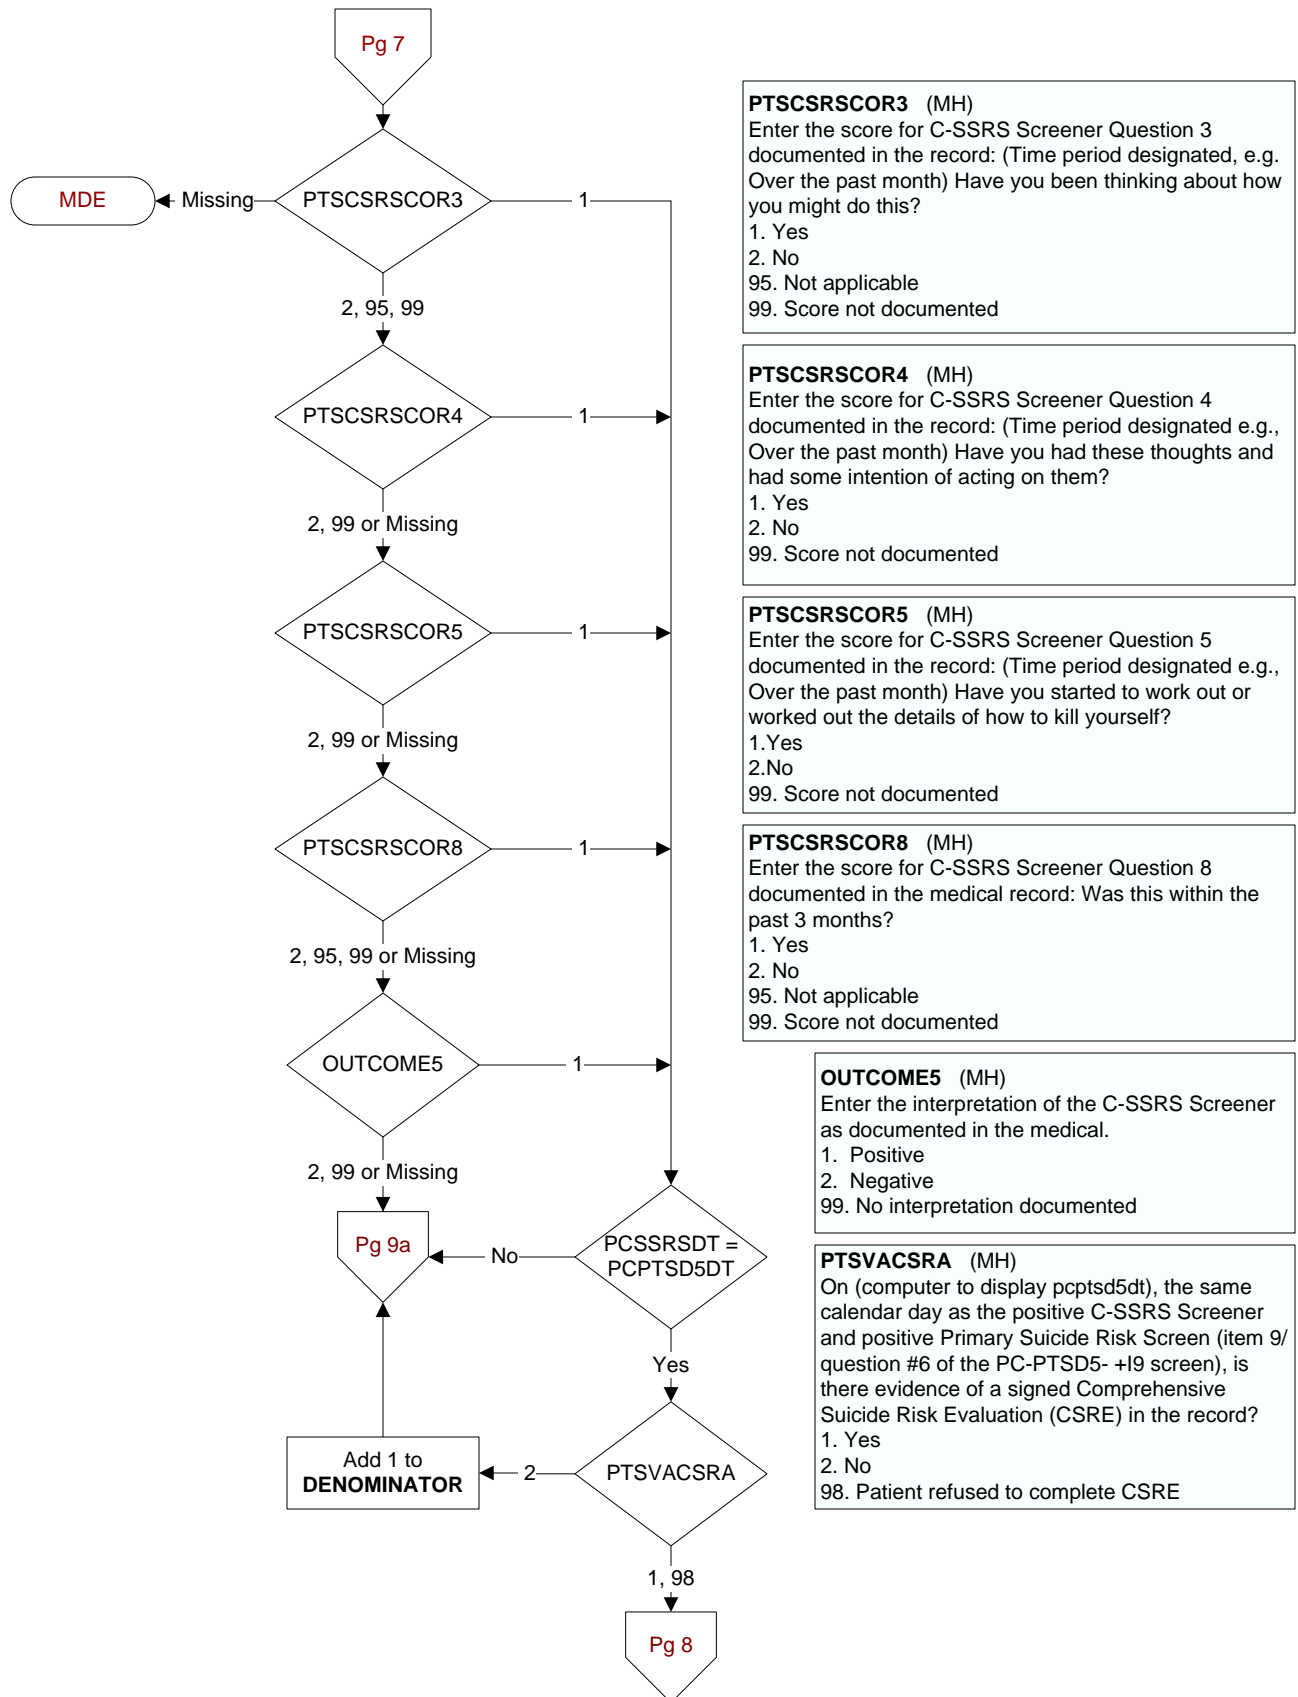 Pg 7
PTSCSRSCOR3
Missing
MDE
1
2, 95, 99
PTSCSRSCOR4
1
2, 99 or Missing
PTSCSRSCOR5
1
2, 99 or Missing
PTSCSRSCOR8
1
2, 95, 99 or Missing
OUTCOME5
1
2, 99 or Missing
Pg 9a
No
PCSSRSDT =
PCPTSD5DT
Yes
Add 1 to
DENOMINATOR
2
PTSVACSRA
1, 98
Pg 8
PTSCSRSCOR3 (MH)
Enter the score for C-SSRS Screener Question 3
documented in the record: (Time period designated, e.g.
Over the past month) Have you been thinking about how
you might do this?
1. Yes
2. No
95. Not applicable
99. Score not documented
PTSCSRSCOR4 (MH)
Enter the score for C-SSRS Screener Question 4
documented in the record: (Time period designated e.g.,
Over the past month) Have you had these thoughts and
had some intention of acting on them?
1. Yes
2. No
99. Score not documented
PTSCSRSCOR5 (MH)
Enter the score for C-SSRS Screener Question 5
documented in the record: (Time period designated e.g.,
Over the past month) Have you started to work out or
worked out the details of how to kill yourself?
1.Yes
2.No
99. Score not documented
PTSCSRSCOR8 (MH)
Enter the score for C-SSRS Screener Question 8
documented in the medical record: Was this within the
past 3 months?
1. Yes
2. No
95. Not applicable
99. Score not documented
OUTCOME5 (MH)
Enter the interpretation of the C-SSRS Screener
as documented in the medical.
1. Positive
2. Negative
99. No interpretation documented
PTSVACSRA (MH)
On (computer to display pcptsd5dt), the same
calendar day as the positive C-SSRS Screener
and positive Primary Suicide Risk Screen (item 9/
question #6 of the PC-PTSD5- +I9 screen), is
there evidence of a signed Comprehensive
Suicide Risk Evaluation (CSRE) in the record?
1. Yes
2. No
98. Patient refused to complete CSRE